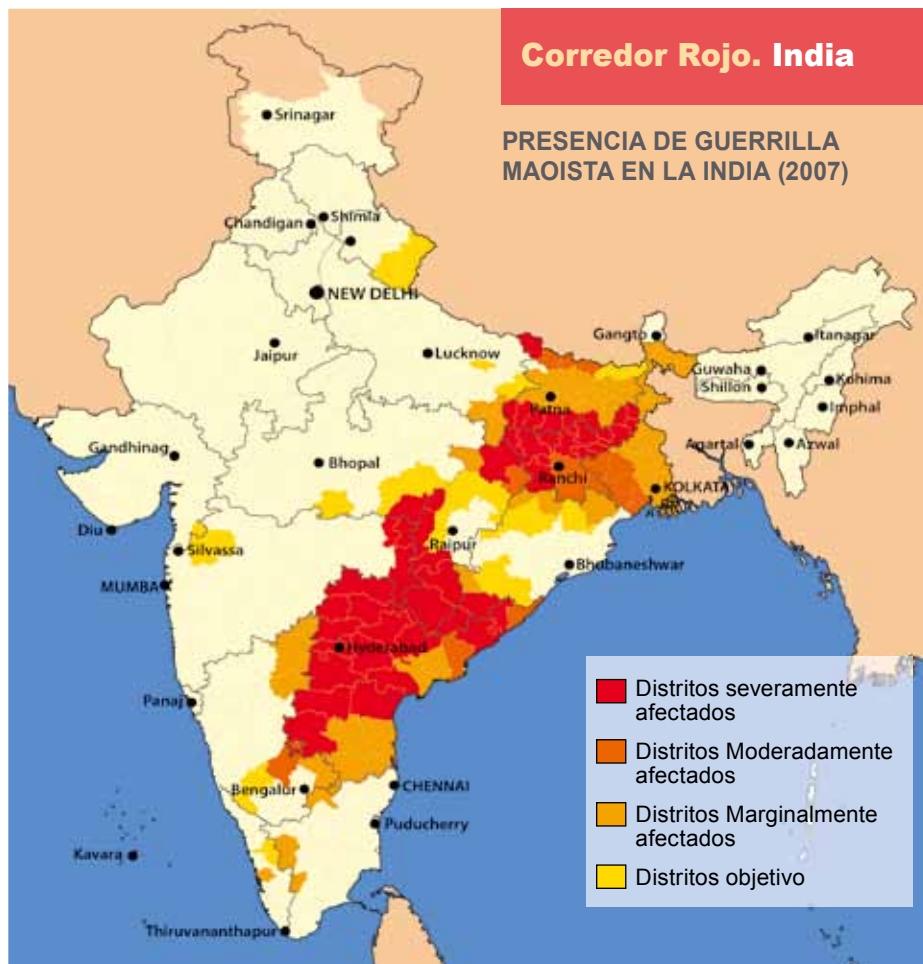 Corredor Rojo. India
PRESENCIA DE GUERRILLA
MAOISTA EN LA INDIA (2007)
Srinagar
Shimla
Chandigan
NEW DELHI
Jaipur
Lucknow
Gangto
Itanagar
Guwaha
Shillon
Kohima
Imphal
Patna
Agartal
Azwal
Gandhinag
Bhopal
Ranchi
KOLKATA
Diu
Silvassa
Raipur
Bhubaneshwar
MUMBA
Hyderabad
Panaj
Bengalur
CHENNAI
Puducherry
Kavara
Thiruvananthapur
Distritos severamente
afectados
Distritos Moderadamente
afectados
Distritos Marginalmente
afectados
Distritos objetivo